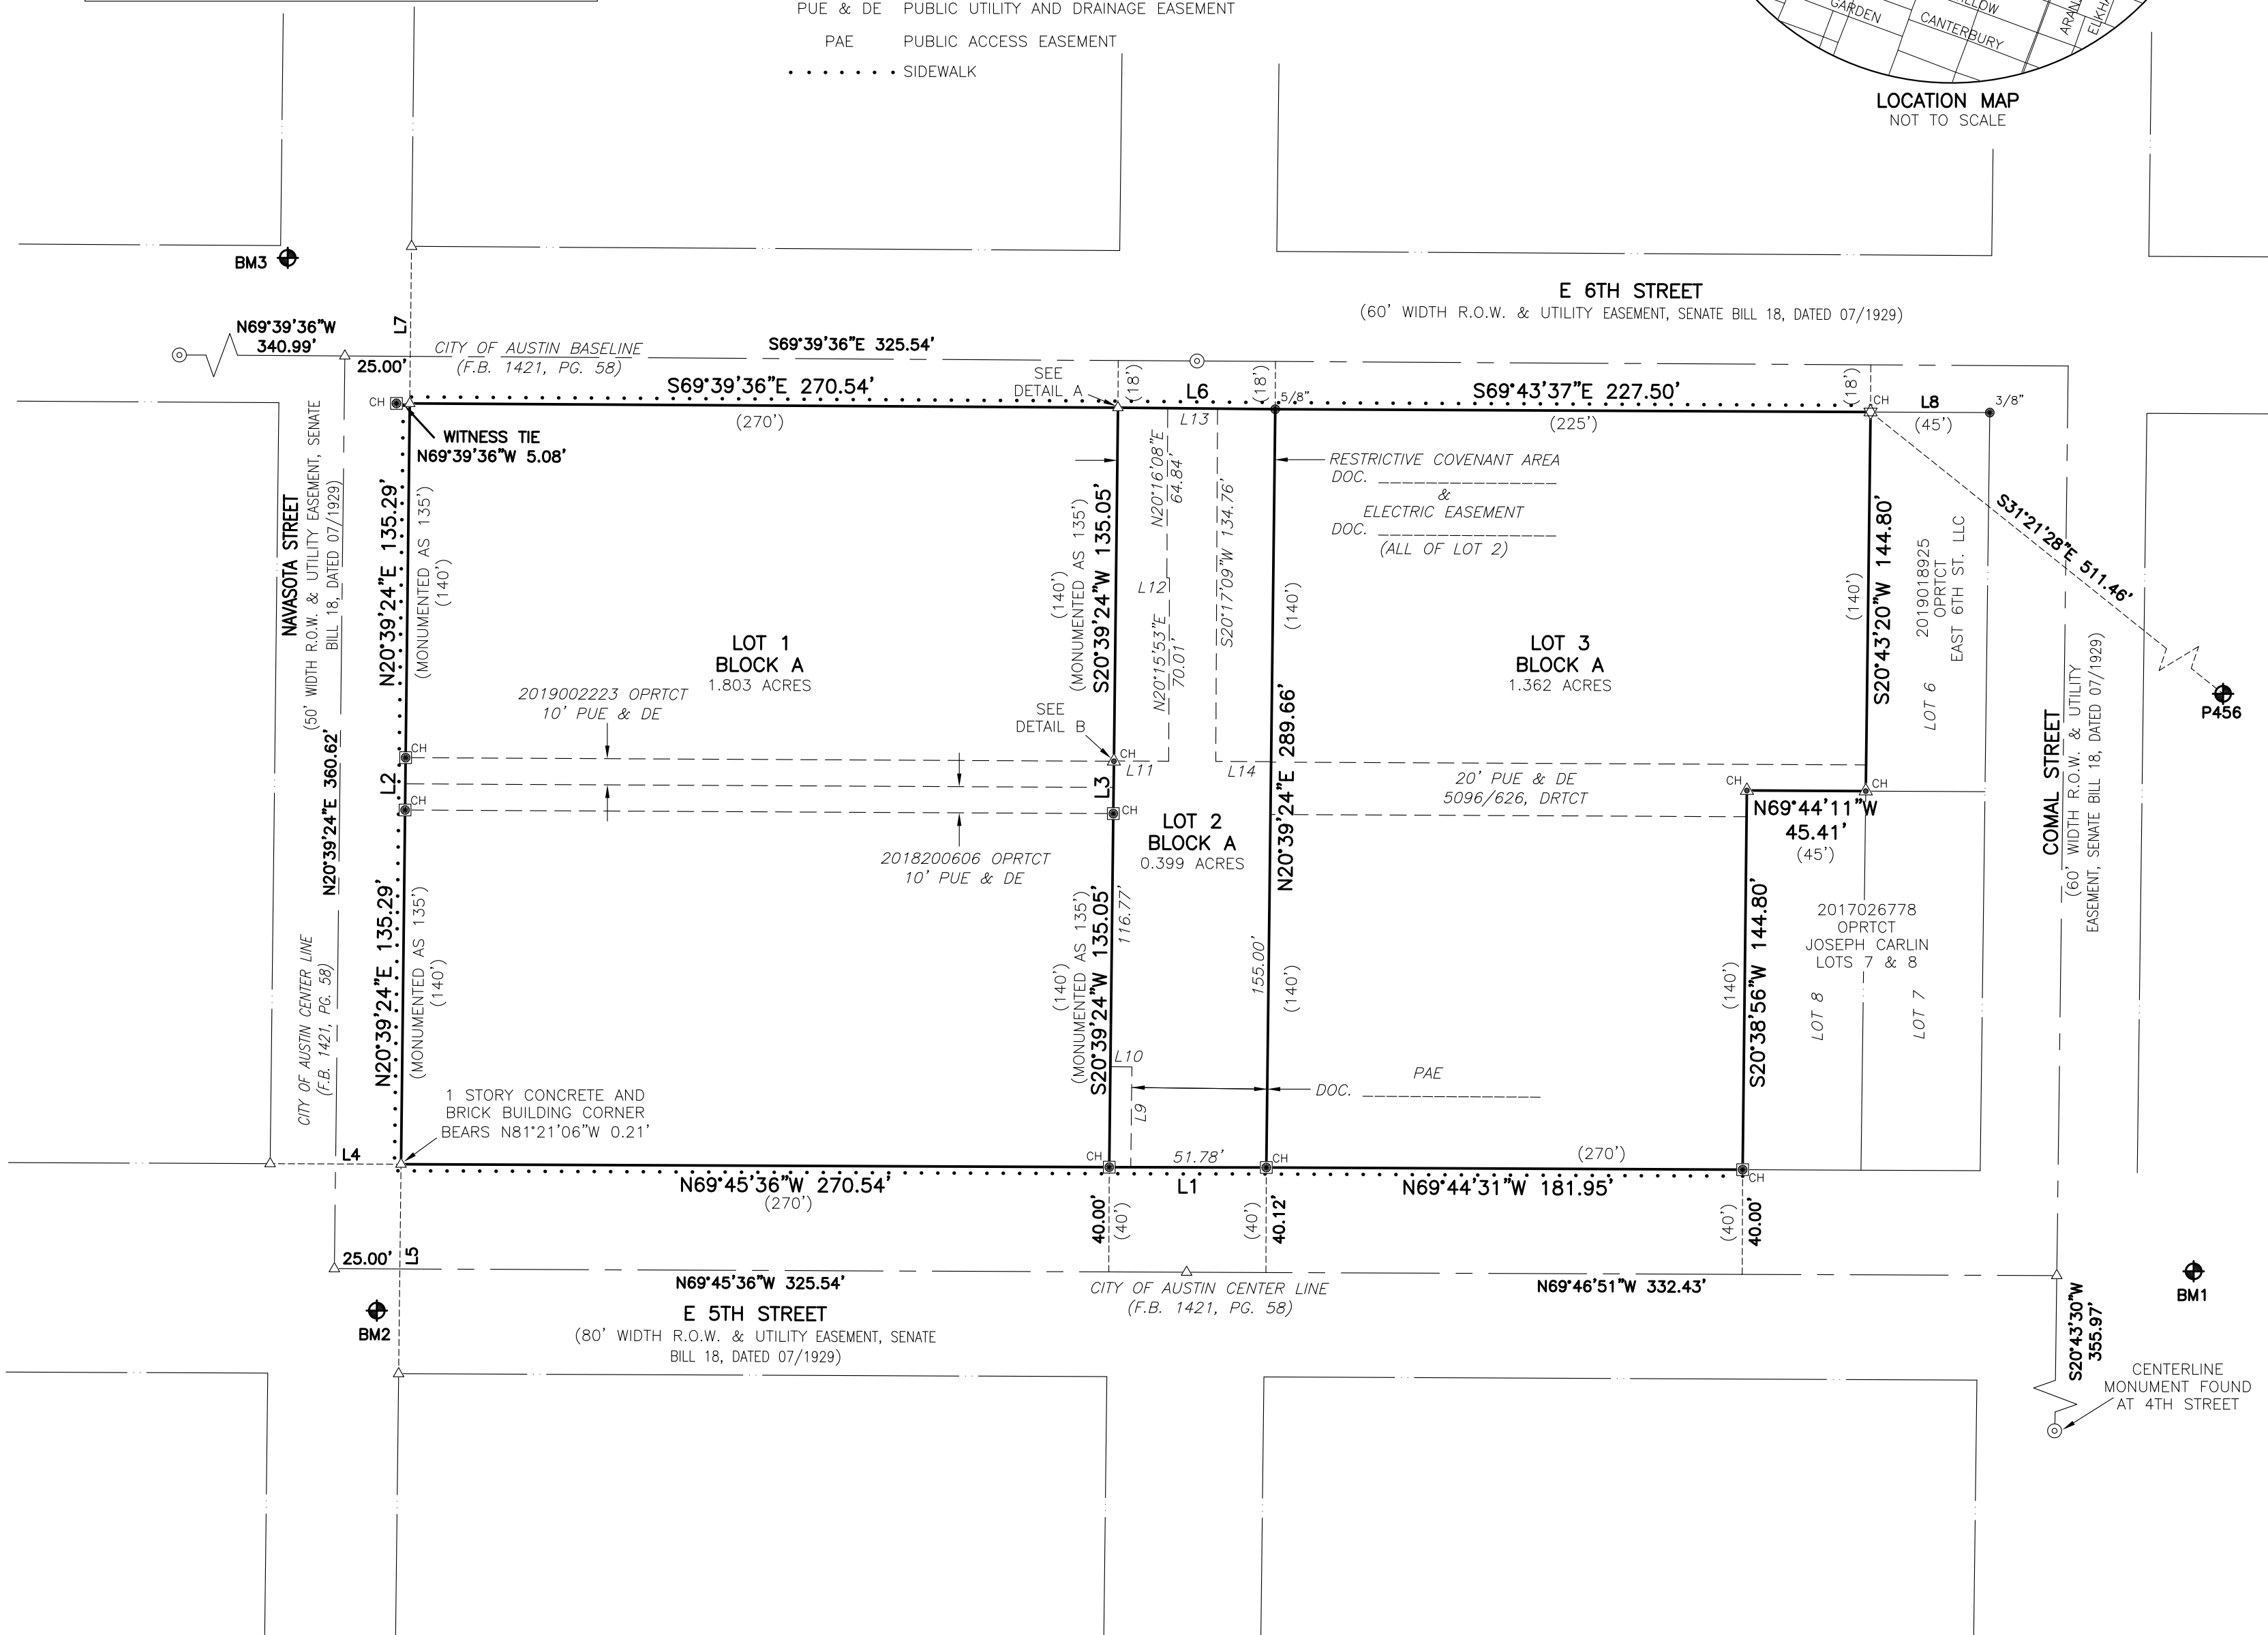 PUE & DE PUBLIC UTILITY AND DRAINAGE EASEMENT
PAE PUBLIC ACCESS EASEMENT
SIDEWALK
GARDEN
CANTERBURY
LOCATION MAP
NOT TO SCALE
BM3
E 6TH STREET
(60' WIDTH R.O.W. & UTILITY EASEMENT, SENATE BILL 18, DATED 07/1929)
N69°39'36"W
340.99'
25.00'
L7
CITY OF AUSTIN BASELINE
(F.B. 1421, PG. 58)
S69°39'36"E 325.54'
S69°39'36"E 270.54'
(270')
SEE
DETAIL A
(18')
L6
(18')
5/8"
S69°43'37"E 227.50'
(225')
(18')
CH
L8
(45')
3/8"
CH
WITNESS TIE
N69°39'36"W 5.08'
L13
RESTRICTIVE COVENANT AREA
DOC. _______________
&
ELECTRIC EASEMENT
DOC. _______________
(ALL OF LOT 2)
NAVASOTA STREET
(50' WIDTH R.O.W. & UTILITY EASEMENT, SENATE
BILL 18, DATED 07/1929)
N20°39'24"E 360.62'
CITY OF AUSTIN CENTER LINE
(F.B. 1421, PG. 58)
N20°39'24"E 135.29'
(MONUMENTED AS 135')
(140')
LOT 1
BLOCK A
1.803 ACRES
2019002223 OPRTCT
10' PUE & DE
(140')
(MONUMENTED AS 135')
S20°39'24"W 135.05'
N20°16'08"E
64.84'
L12
N20°15'53"E
70.01'
S20°17'09"W 134.76'
(140')
N20°39'24"E 289.66'
LOT 3
BLOCK A
1.362 ACRES
(140')
S20°43'20"W 144.80'
2019018925
OPRTCT
EAST 6TH ST. LLC
LOT 6
S31°21'28"E 511.46'
P456
COMAL STREET
(60' WIDTH R.O.W. & UTILITY
EASEMENT, SENATE BILL 18, DATED 07/1929)
SEE
DETAIL B
CH
L2
CH
CH
L11
L3
CH
L14
20' PUE & DE
5096/626, DRTCT
CH
CH
N69°44'11"W
45.41'
(45')
LOT 2
BLOCK A
0.399 ACRES
2018200606 OPRTCT
10' PUE & DE
N20°39'24"E 135.29'
(MONUMENTED AS 135')
(140')
(140')
(MONUMENTED AS 135')
S20°39'24"W 135.05'
116.77'
155.00'
(140')
(140')
S20°38'56"W 144.80'
2017026778
OPRTCT
JOSEPH CARLIN
LOTS 7 & 8
LOT 8
LOT 7
1 STORY CONCRETE AND
BRICK BUILDING CORNER
BEARS N81°21'06"W 0.21'
L10
L9
PAE
DOC. _______________
L4
CH
51.78'
CH
(270')
CH
N69°45'36"W 270.54'
(270')
L1
N69°44'31"W 181.95'
40.00'
(40')
(40')
40.12'
(40')
40.00'
25.00'
L5
N69°45'36"W 325.54'
CITY OF AUSTIN CENTER LINE
(F.B. 1421, PG. 58)
N69°46'51"W 332.43'
BM2
E 5TH STREET
(80' WIDTH R.O.W. & UTILITY EASEMENT, SENATE
BILL 18, DATED 07/1929)
BM1
S20°43'30"W
355.97'
CENTERLINE
MONUMENT FOUND
AT 4TH STREET